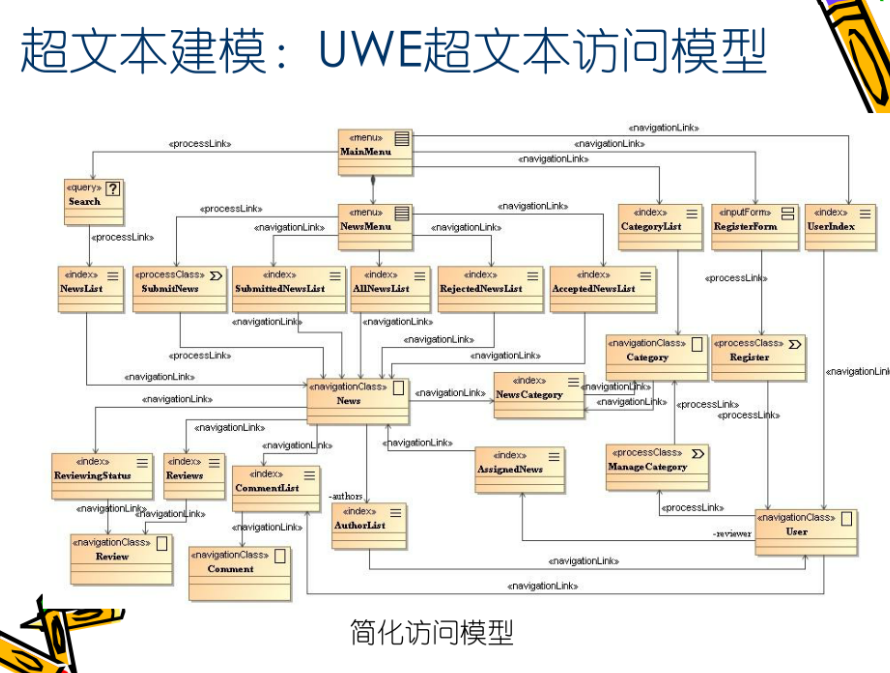 超文本建模：UWE超文本访问模型
«navigationLink»
«processLink»
«menu»
MainMenu
«navigationLink»
«navigationLink»
«query»
Search
«processLink»
«menu»
NewsMenu
«navigationLink»
«navigationLink»
«navigationLink»
«index»
CategoryList
«inputForm»
RegisterForm
«index»
UserIndex
«processLink»
«index»
NewsList
«processClass»
SubmitNews
«index»
SubmittedNewsList
«index»
AllNewsList
«index»
RejectedNewsList
«index»
AcceptedNewsList
«processLink»
«navigationLink»
«navigationLink»
«navigationLink»
«processLink»
«navigationLink»
«navigationClass»
Category
«processClass»
Register
«navigationLink»
«navigationLink»
«navigationClass»
News
«navigationLink»
«navigationLink»
«index»
NewsCategory
«navigationLink»
«navigationLink»
«processLink»
«processLink»
«navigationLink»
«navigationLink»
«navigationLink»
«index»
ReviewingStatus
«index»
Reviews
«index»
CommentList
«index»
AssignedNews
«processClass»
ManageCategory
-authors
«navigationLink»
«navigationLink»
«index»
AuthorList
«processLink»
«navigationLink»
«navigationClass»
User
-reviewer
«navigationClass»
Review
«navigationClass»
Comment
«navigationLink»
«navigationLink»
简化访问模型